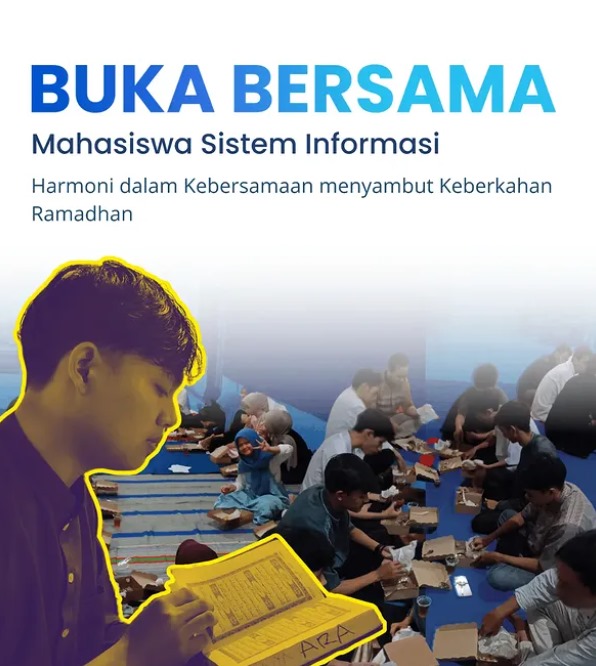 BUKA BERSAMA
Mahasiswa Sistem Informasi
Harmoni dalam Kebersamaan menyambut Keberkahan
Ramadhan
ARA